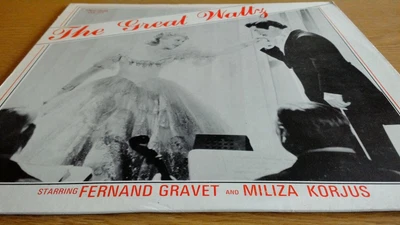 The Great Waltz
STARRING FERNAND GRAVET AND MILIZA KORJUS